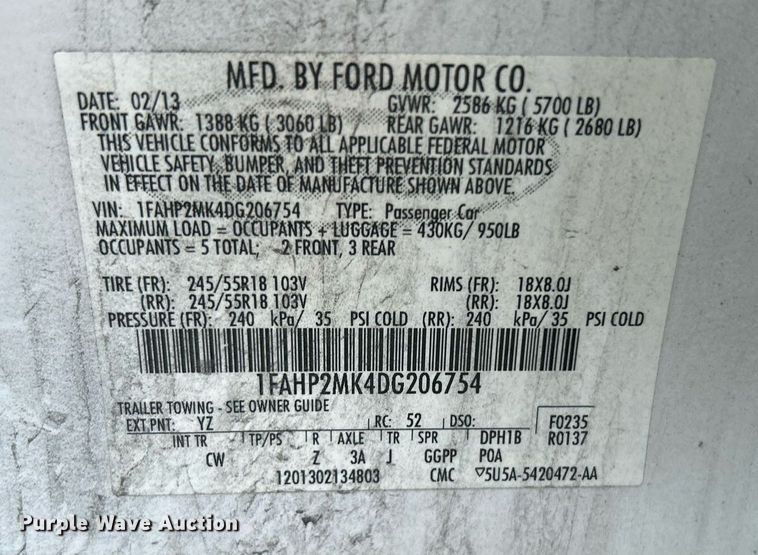 MFD. BY FORD MOTOR CO.
DATE: 02/13 GVWR: 2586 KG ( 5700 LB)
FRONT GAWR: 1388 KG ( 3060 LB) REAR GAWR: 1216 KG ( 2680 LB)
THIS VEHICLE CONFORMS TO ALL APPLICABLE FEDERAL MOTOR
VEHICLE SAFETY, BUMPER, AND THEFT PREVENTION STANDARDS
IN EFFECT ON THE DATE OF MANUFACTURE SHOWN ABOVE.
VIN: 1FAHP2MK4DG206754 TYPE: Passenger Car
MAXIMUM LOAD = OCCUPANTS + LUGGAGE = 430KG/ 950LB
OCCUPANTS = 5 TOTAL; 2 FRONT, 3 REAR
TIRE (FR): 245/55R18 103V RIMS (FR): 18X8.0J
(RR): 245/55R18 103V (RR): 18X8.0J
PRESSURE (FR): 240 kPa/ 35 PSI COLD (RR): 240 kPa/ 35 PSI COLD
1FAHP2MK4DG206754
TRAILER TOWING - SEE OWNER GUIDE
EXT PNT: YZ RC: 52 DSO: F0235
INT TR TP/PS R AXLE TR SPR DPH1B R0137
CW Z 3A J GGPP POA
1201302134803 CMC ▽5U5A-5420472-AA
Purple Wave Auction